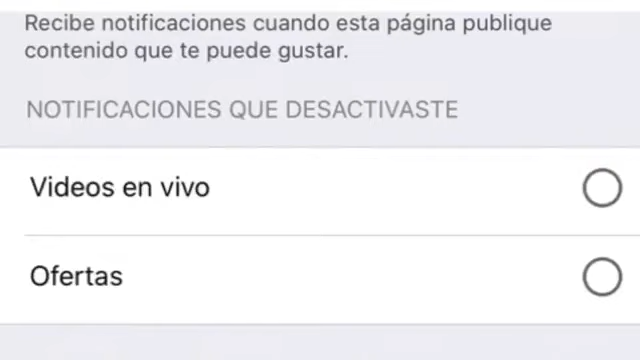 Recibe notificaciones cuando esta página publique
contenido que te puede gustar.
NOTIFICACIONES QUE DESACTIVASTE
Videos en vivo
Ofertas